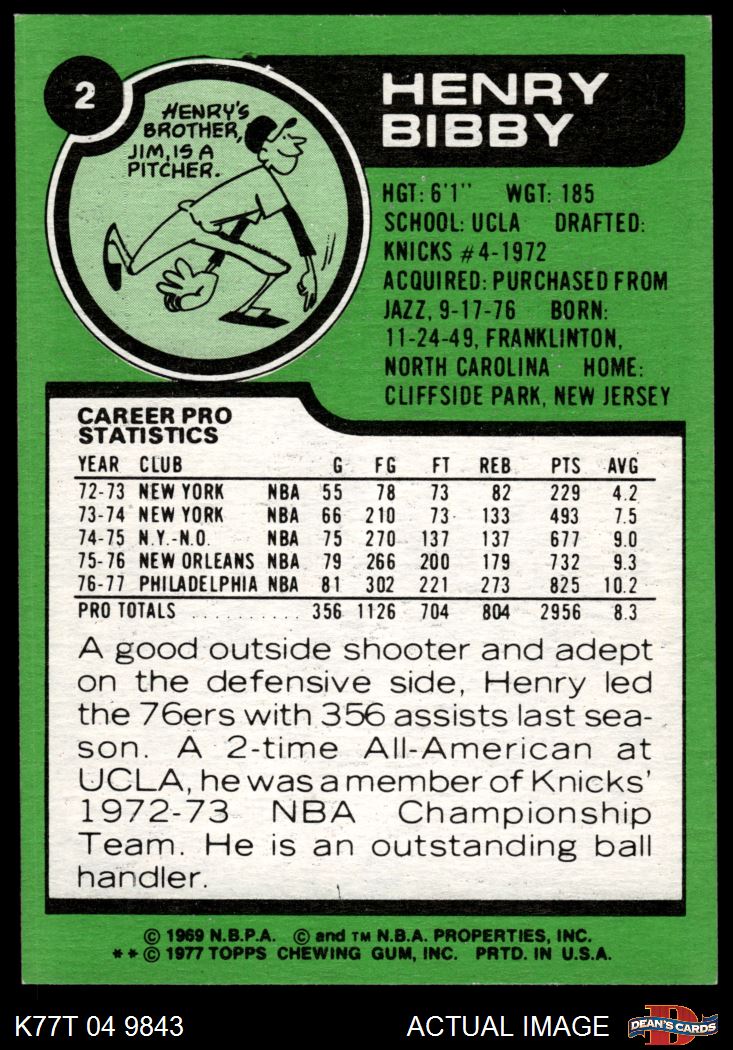 2
HENRY'S
BROTHER,
JIM, IS A
PITCHER.
HENRY
BIBBY
HGT: 6'1'' WGT: 185
SCHOOL: UCLA DRAFTED:
KNICKS #4-1972
ACQUIRED: PURCHASED FROM
JAZZ, 9-17-76 BORN:
11-24-49, FRANKLINTON,
NORTH CAROLINA HOME:
CLIFFSIDE PARK, NEW JERSEY
CAREER PRO
STATISTICS
YEAR CLUB G FG FT REB PTS AVG
72-73 NEW YORK NBA 55 78 73 82 229 4.2
73-74 NEW YORK NBA 66 210 73 133 493 7.5
74-75 N.Y.-N.O. NBA 75 270 137 137 677 9.0
75-76 NEW ORLEANS NBA 79 266 200 179 732 9.3
76-77 PHILADELPHIA NBA 81 302 221 273 825 10.2
PRO TOTALS .......... 356 1126 704 804 2956 8.3
A good outside shooter and adept
on the defensive side, Henry led
the 76ers with 356 assists last sea-
son. A 2-time All-American at
UCLA, he was a member of Knicks'
1972-73 NBA Championship
Team. He is an outstanding ball
handler.
© 1969 N.B.P.A. © and TM N.B.A. PROPERTIES, INC.
**© 1977 TOPPS CHEWING GUM, INC. PRTD. IN U.S.A.
K77T 04 9843 ACTUAL IMAGE D DEAN'S CARDS